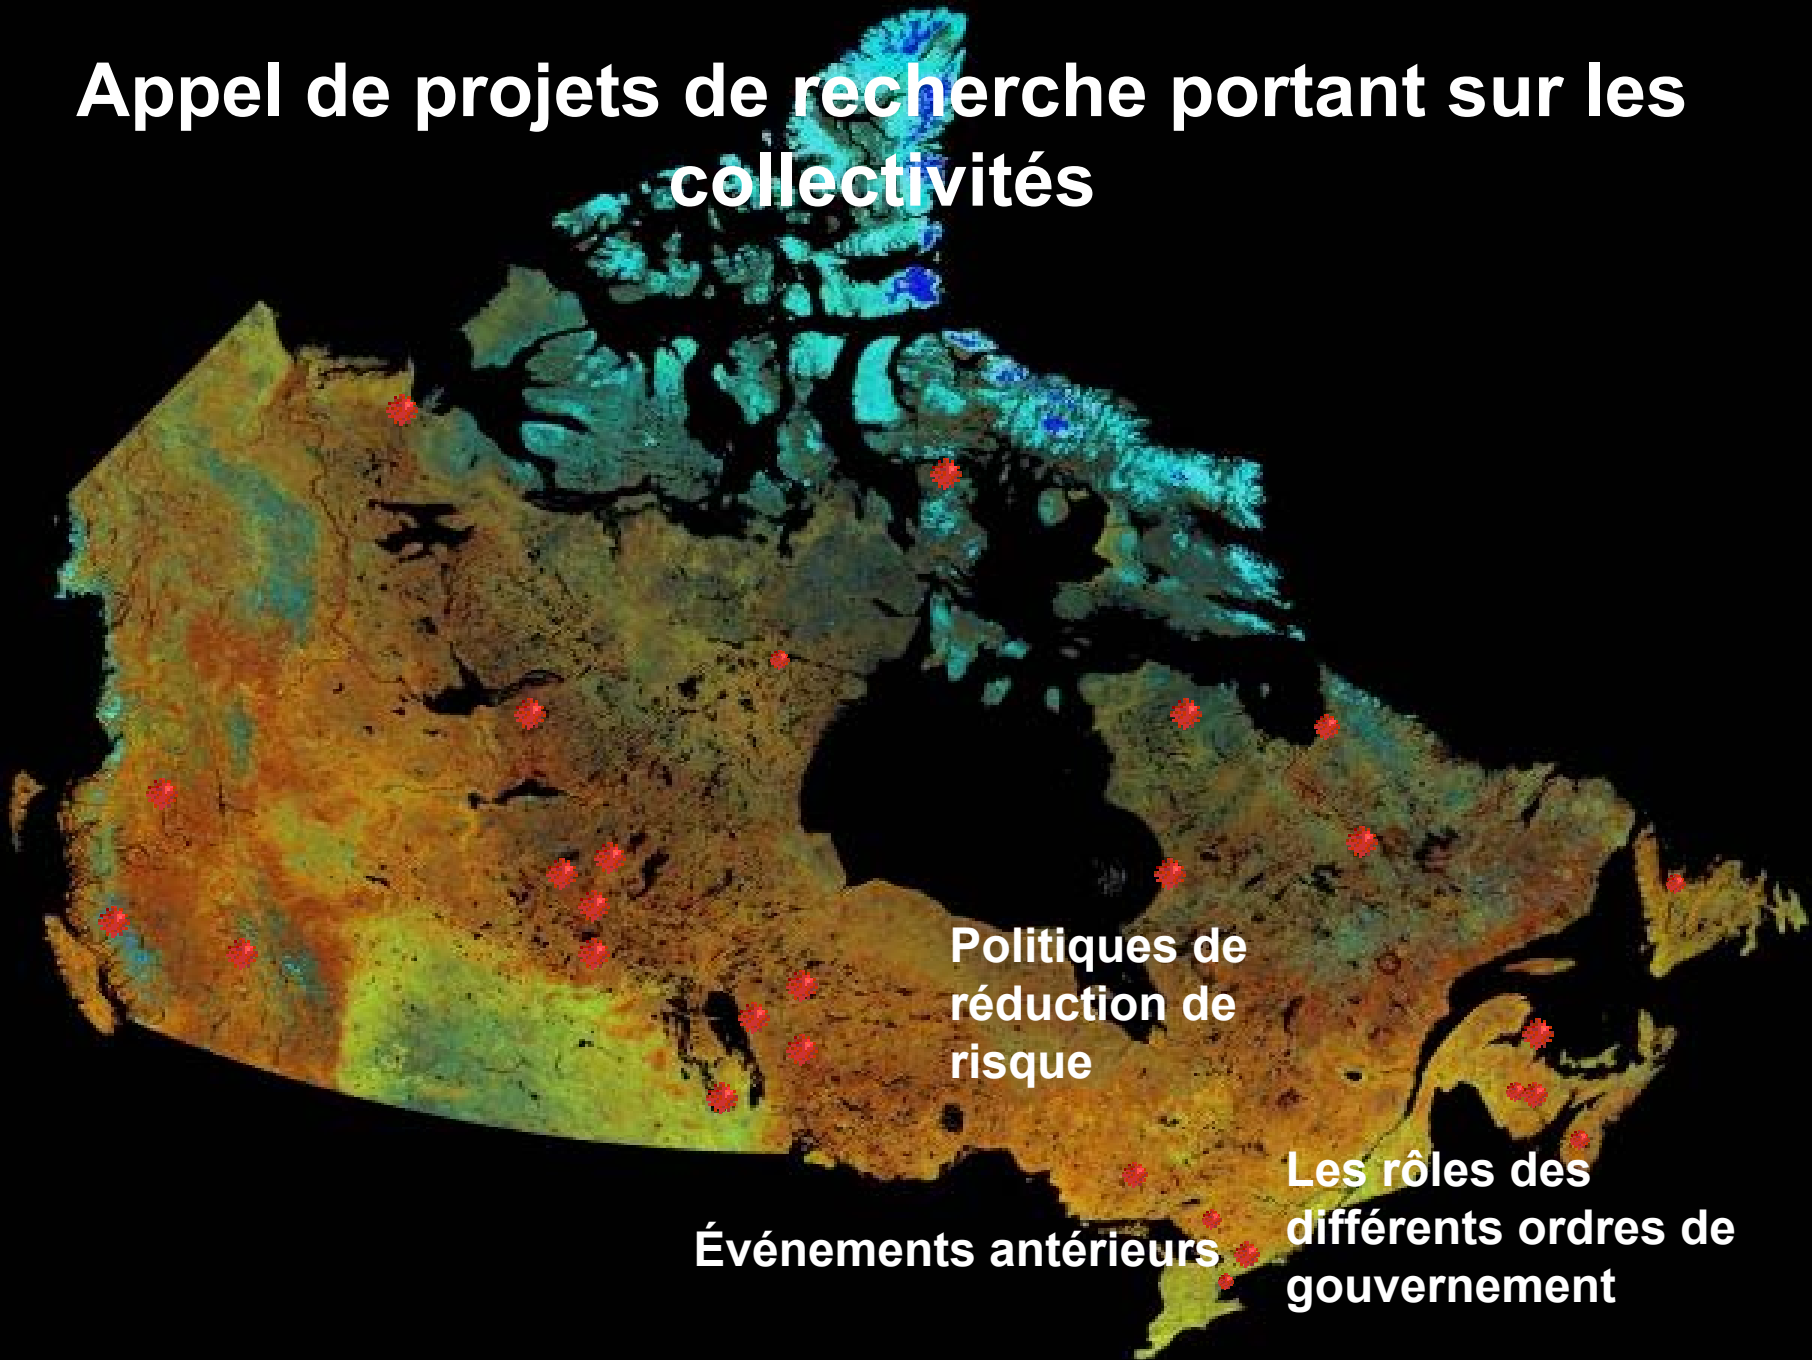 Appel de projets de recherche portant sur les
collectivités
Politiques de
réduction de
risque
Les rôles des
différents ordres de
gouvernement
Événements antérieurs